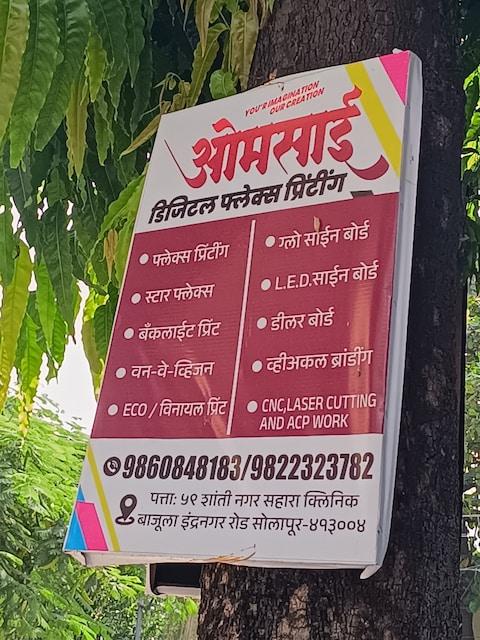 YOU'R IMAGINATION
OUR CREATION
ओमसाई
डिजिटल फ्लेक्स प्रिंटींग
फ्लेक्स प्रिंटींग
स्टार फ्लेक्स
बँकलाईट प्रिंट
वन-वे-व्हिजन
ECO / विनायल प्रिंट
ग्लो साईन बोर्ड
L.E.D.साईन बोर्ड
डीलर बोर्ड
व्हीअकल ब्रांडींग
CNC,LASER CUTTING
AND ACP WORK
9860848183/9822323782
पत्ता: ५९ शांती नगर सहारा क्लिनिक
बाजूला इंद्रनगर रोड सोलापूर-४१३००४